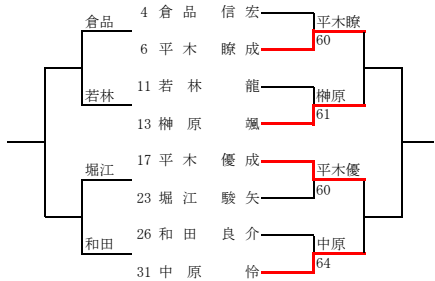 4 倉品 信宏
平木瞭
倉品
6 平木 瞭成
60
11 若林 龍
若林
榊原
61
13 榊原 颯
17 平木 優成
平木優
堀江
60
23 堀江 駿矢
26 和田 良介
和田
中原
64
31 中原 怜